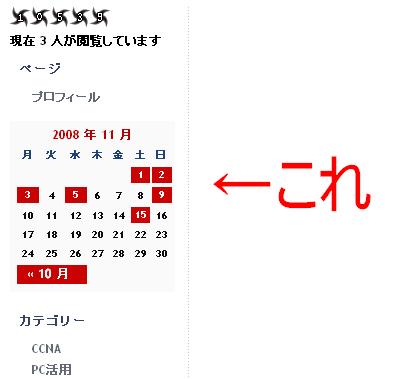 10539
現在 3 人が閲覧しています
ページ
プロフィール
2008 年 11 月
月 火 水 木 金 土 日
1 2
3 4 5 6 7 8 9
10 11 12 13 14 15 16
17 18 19 20 21 22 23
24 25 26 27 28 29 30
« 10 月
←これ
カテゴリー
CCNA
PC活用